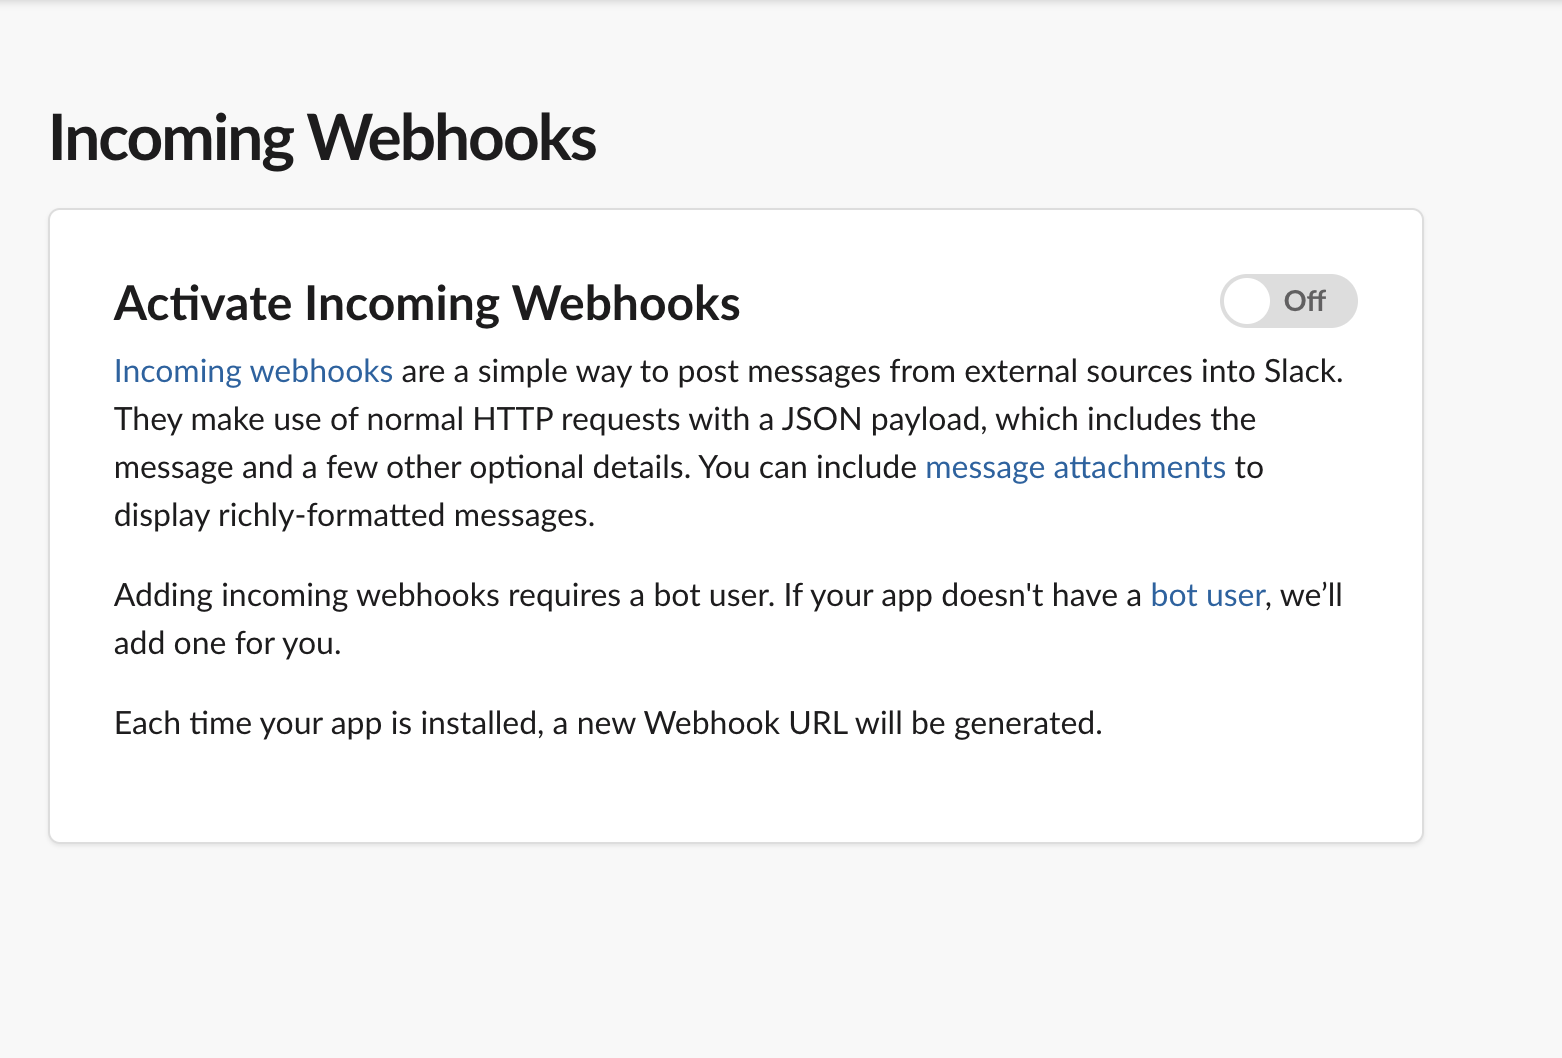 Incoming Webhooks
Activate Incoming Webhooks
Off
Incoming webhooks are a simple way to post messages from external sources into Slack.
They make use of normal HTTP requests with a JSON payload, which includes the
message and a few other optional details. You can include message attachments to
display richly-formatted messages.
Adding incoming webhooks requires a bot user. If your app doesn't have a bot user, we’ll
add one for you.
Each time your app is installed, a new Webhook URL will be generated.